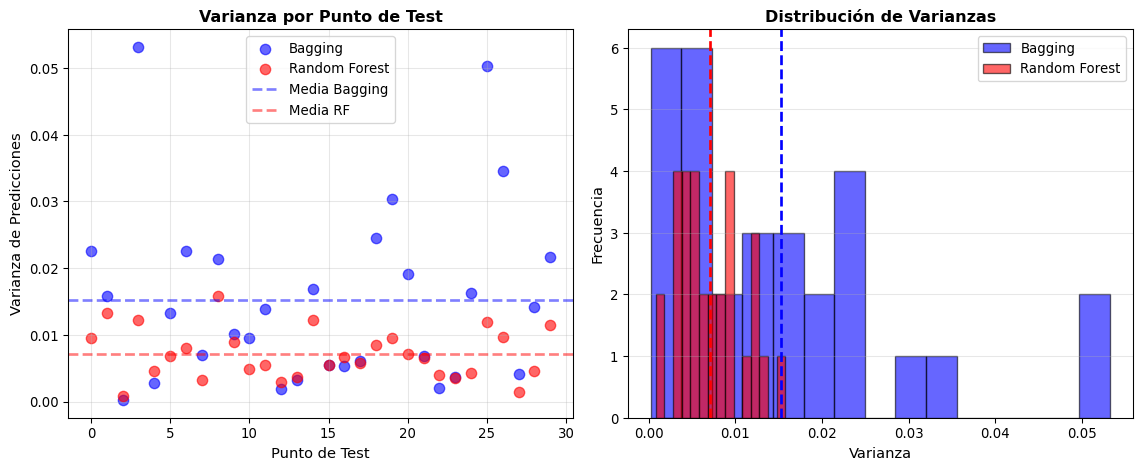 Varianza por Punto de Test
Varianza de Predicciones
0.05
0.04
0.03
0.02
0.01
0.00
Bagging
Random Forest
Media Bagging
Media RF
0 5 10 15 20 25 30
Punto de Test
Distribución de Varianzas
Frecuencia
6
5
4
3
2
1
0
Bagging
Random Forest
0.00 0.01 0.02 0.03 0.04 0.05
Varianza